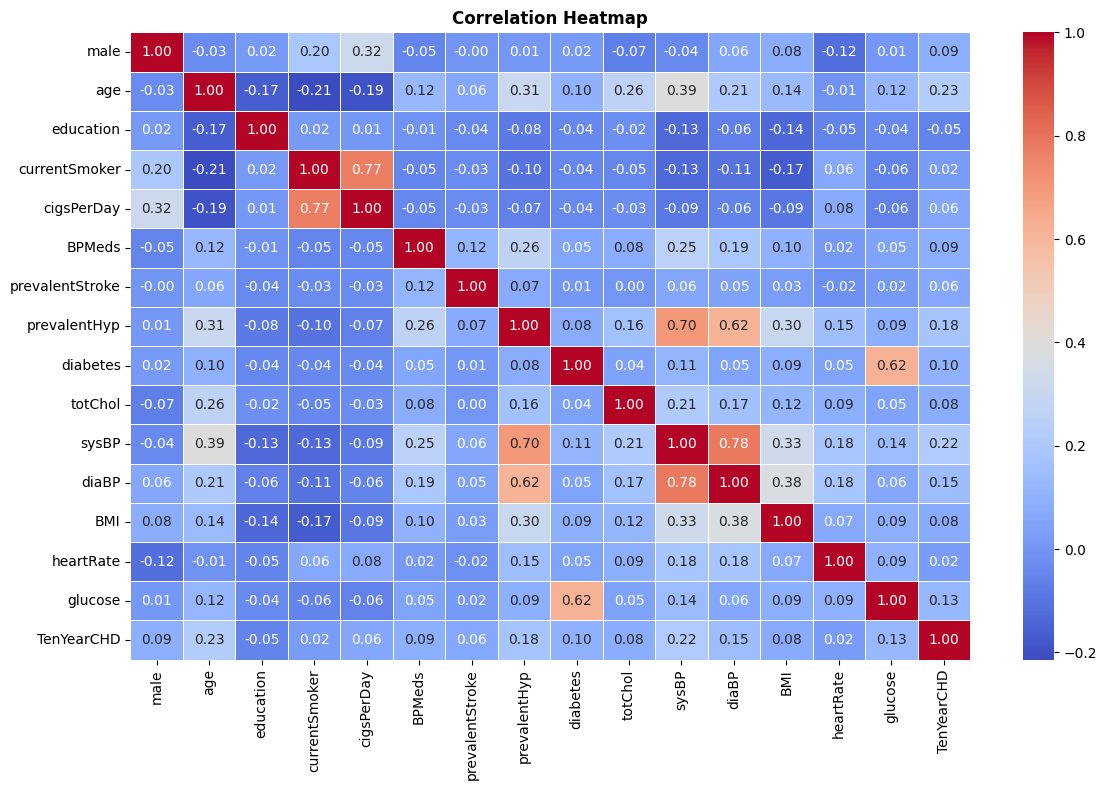 Correlation Heatmap
male 1.00 -0.03 0.02 0.20 0.32 -0.05 -0.00 0.01 0.02 -0.07 -0.04 0.06 0.08 -0.12 0.01 0.09
age -0.03 1.00 -0.17 -0.21 -0.19 0.12 0.06 0.31 0.10 0.26 0.39 0.21 0.14 -0.01 0.12 0.23
education 0.02 -0.17 1.00 0.02 0.01 -0.01 -0.04 -0.08 -0.04 -0.02 -0.13 -0.06 -0.14 -0.05 -0.04 -0.05
currentSmoker 0.20 -0.21 0.02 1.00 0.77 -0.05 -0.03 -0.10 -0.04 -0.05 -0.13 -0.11 -0.17 0.06 -0.06 0.02
cigsPerDay 0.32 -0.19 0.01 0.77 1.00 -0.05 -0.03 -0.07 -0.04 -0.03 -0.09 -0.06 -0.09 0.08 -0.06 0.06
BPMeds -0.05 0.12 -0.01 -0.05 -0.05 1.00 0.12 0.26 0.05 0.08 0.25 0.19 0.10 0.02 0.05 0.09
prevalentStroke -0.00 0.06 -0.04 -0.03 -0.03 0.12 1.00 0.07 0.01 0.00 0.06 0.05 0.03 -0.02 0.02 0.06
prevalentHyp 0.01 0.31 -0.08 -0.10 -0.07 0.26 0.07 1.00 0.08 0.16 0.70 0.62 0.30 0.15 0.09 0.18
diabetes 0.02 0.10 -0.04 -0.04 -0.04 0.05 0.01 0.08 1.00 0.04 0.11 0.05 0.09 0.05 0.62 0.10
totChol -0.07 0.26 -0.02 -0.05 -0.03 0.08 0.00 0.16 0.04 1.00 0.21 0.17 0.12 0.09 0.05 0.08
sysBP -0.04 0.39 -0.13 -0.13 -0.09 0.25 0.06 0.70 0.11 0.21 1.00 0.78 0.33 0.18 0.14 0.22
diaBP 0.06 0.21 -0.06 -0.11 -0.06 0.19 0.05 0.62 0.05 0.17 0.78 1.00 0.38 0.18 0.06 0.15
BMI 0.08 0.14 -0.14 -0.17 -0.09 0.10 0.03 0.30 0.09 0.12 0.33 0.38 1.00 0.07 0.09 0.08
heartRate -0.12 -0.01 -0.05 0.06 0.08 0.02 -0.02 0.15 0.05 0.09 0.18 0.18 0.07 1.00 0.09 0.02
glucose 0.01 0.12 -0.04 -0.06 -0.06 0.05 0.02 0.09 0.62 0.05 0.14 0.06 0.09 0.09 1.00 0.13
TenYearCHD 0.09 0.23 -0.05 0.02 0.06 0.09 0.06 0.18 0.10 0.08 0.22 0.15 0.08 0.02 0.13 1.00
male age education currentSmoker cigsPerDay BPMeds prevalentStroke prevalentHyp diabetes totChol sysBP diaBP BMI heartRate glucose TenYearCHD
1.0
0.8
0.6
0.4
0.2
0.0
−0.2